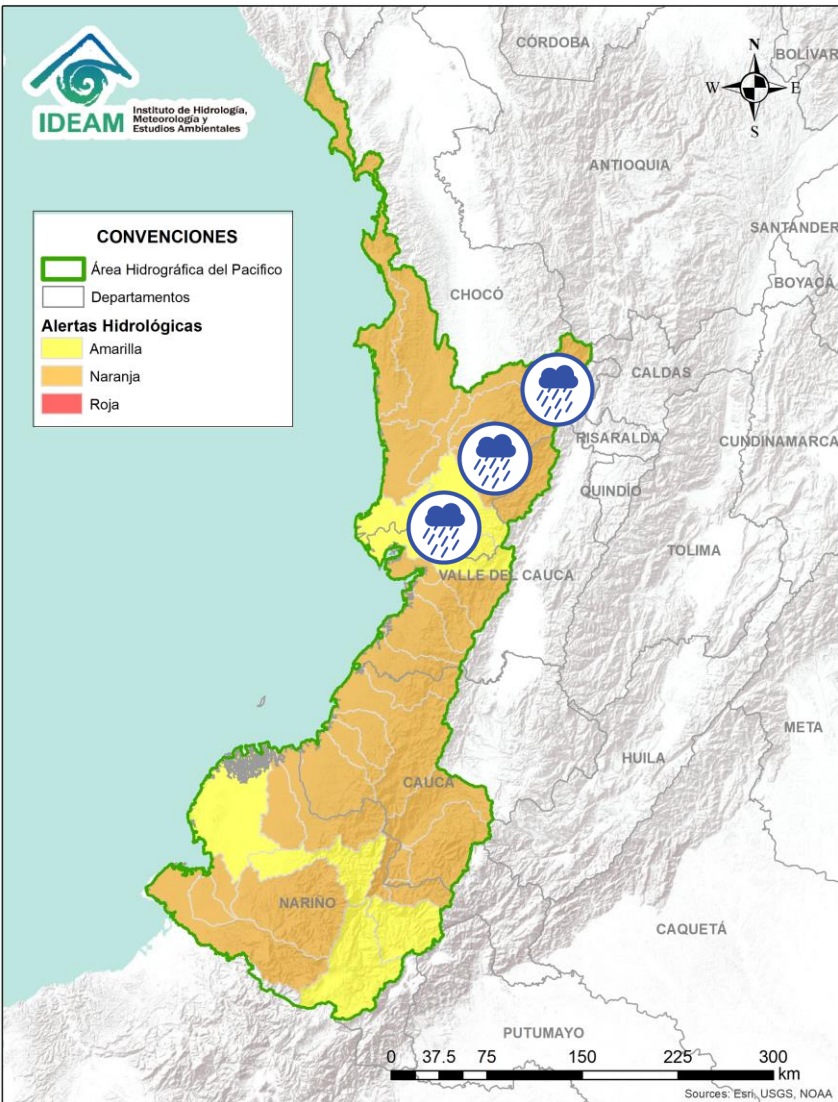 IDEAM
Instituto de Hidrología,
Meteorología y
Estudios Ambientales
CONVENCIONES
Área Hidrográfica del Pacifico
Departamentos
Alertas Hidrológicas
Amarilla
Naranja
Roja
N
W
E
S
CÓRDOBA
BOLÍVAR
ANTIOQUIA
SANTANDER
BOYACÁ
CHOCÓ
CALDAS
RISARALDA
CUNDINAMARCA
QUINDÍO
TOLIMA
VALLE DEL CAUCA
META
HUILA
CAUCA
NARIÑO
CAQUETÁ
PUTUMAYO
0 37.5 75 150 225 300
km
Sources: Esri, USGS, NOAA